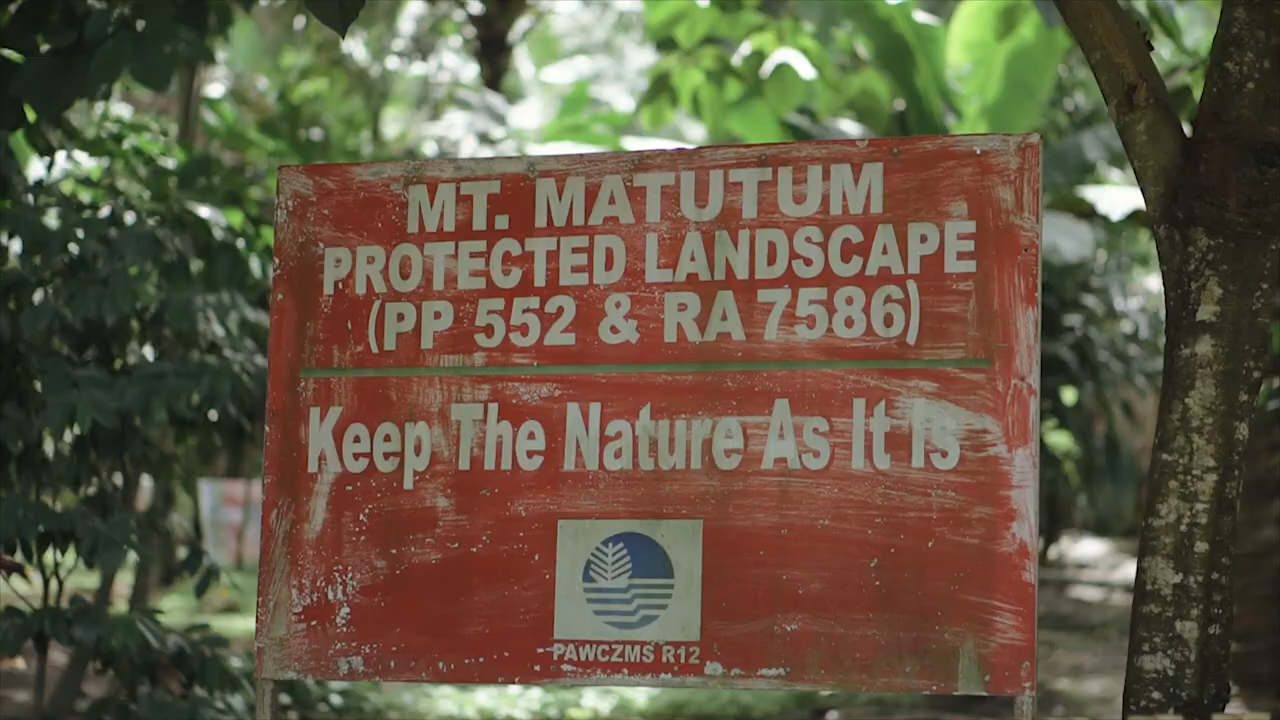 MT. MATUTUM
PROTECTED LANDSCAPE
(PP 552 & RA 7586)
Keep The Nature As It Is
PAWCZMS R12